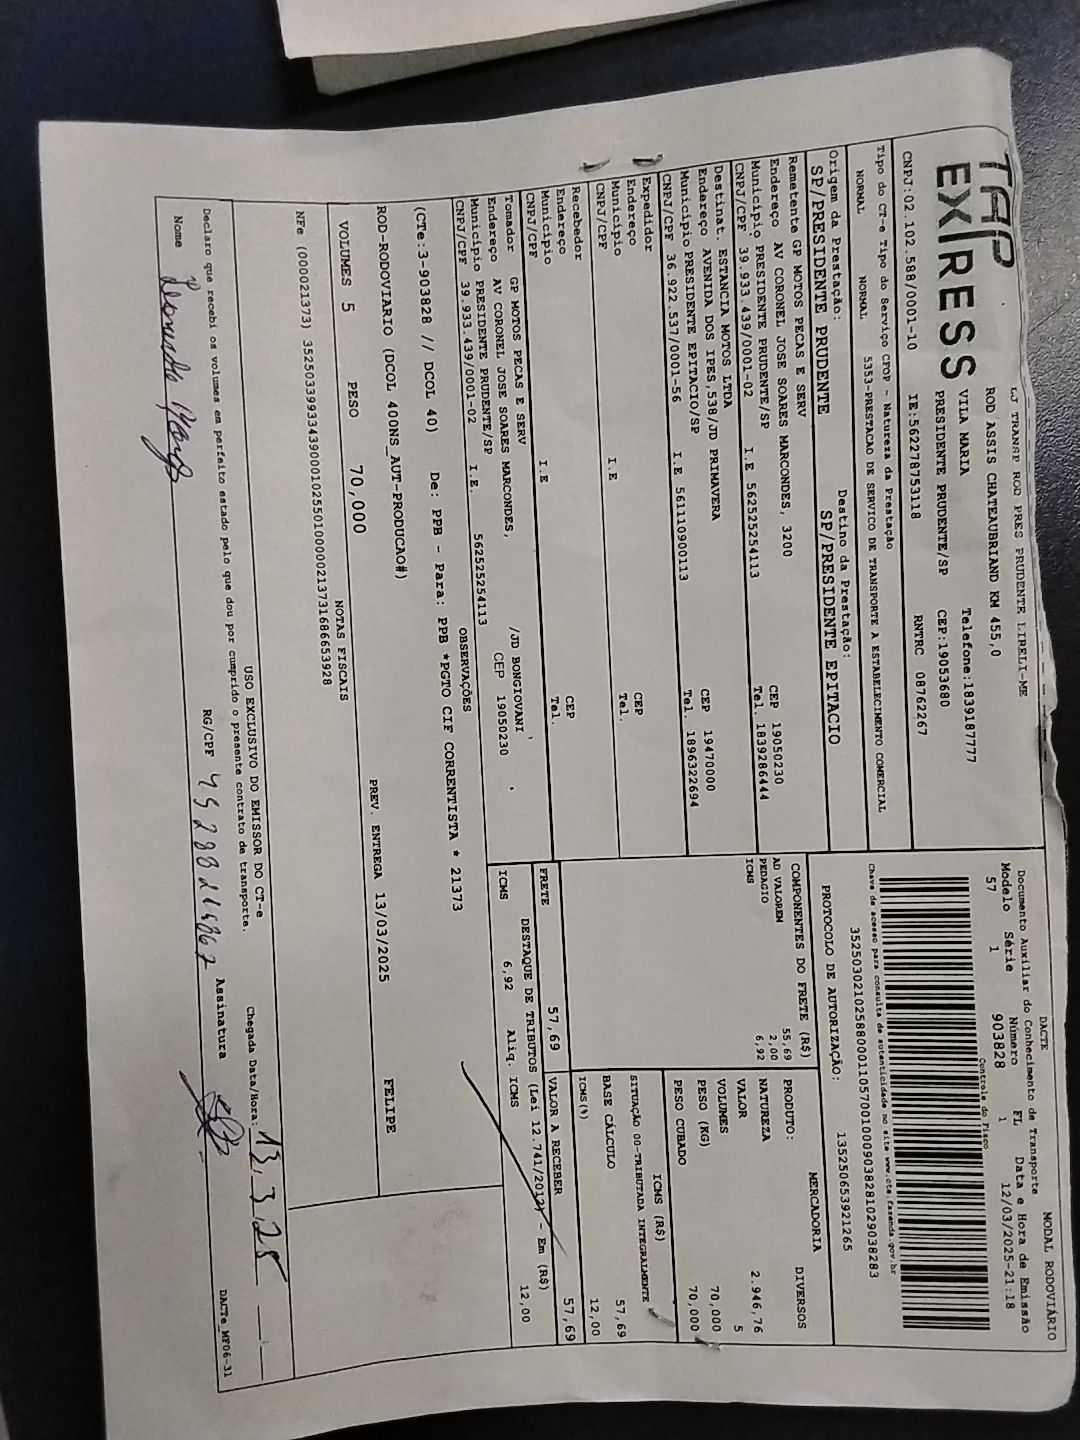 TAP
EXPRESS
LJ TRANSP ROD PRES PRUDENTE EIRELI-ME
ROD ASSIS CHATEAUBRIAND KM 455,0
VILA MARIA Telefone:1839187777
PRESIDENTE PRUDENTE/SP CEP:19053680
CNPJ:02.102.588/0001-10 IE:562278753118 RNTRC 08762267
Tipo do CT-e Tipo do Serviço CFOP - Natureza da Prestação
NORMAL NORMAL 5353-PRESTACAO DE SERVICO DE TRANSPORTE A ESTABELECIMENTO COMERCIAL
Origem da Prestação: Destino da Prestação:
SP/PRESIDENTE PRUDENTE SP/PRESIDENTE EPITACIO
Remetente GP MOTOS PECAS E SERV
Endereço AV CORONEL JOSE SOARES MARCONDES, 3200 CEP 19050230
Município PRESIDENTE PRUDENTE/SP Tel. 1839286444
CNPJ/CPF 39.933.439/0001-02 I.E 562525254113
Destinat. ESTANCIA MOTOS LTDA
Endereço AVENIDA DOS IPES,538/JD PRIMAVERA CEP 19470000
Município PRESIDENTE EPITACIO/SP Tel. 1896322694
CNPJ/CPF 36.922.537/0001-56 I.E 561110900113
Expedidor
Endereço CEP
Município Tel.
CNPJ/CPF I.E
Recebedor
Endereço CEP
Município Tel.
CNPJ/CPF I.E
Tomador GP MOTOS PECAS E SERV
Endereço AV CORONEL JOSE SOARES MARCONDES, /JD BONGIOVANI
Município PRESIDENTE PRUDENTE/SP CEP 19050230
CNPJ/CPF 39.933.439/0001-02 I.E. 562525254113
DACTE MODAL RODOVIÁRIO
Documento Auxiliar do Conhecimento de Transporte
Modelo Série Número FL Data e Hora de Emissão
57 1 903828 1 12/03/2025-21:18
Controle do Fisco
Chave de acesso para consulta de autenticidade no site www.cte.fazenda.gov.br
35250302102588000110570010009038281029038283
PROTOCOLO DE AUTORIZAÇÃO: 135250653921265
COMPONENTES DO FRETE (R$)
AD VALOREM 55,69
PEDAGIO 2,00
ICMS 6,92
MERCADORIA
PRODUTO: DIVERSOS
NATUREZA
VALOR 2.946,76
VOLUMES 5
PESO (KG) 70,000
PESO CUBADO 70,000
ICMS (R$)
SITUAÇÃO 00-TRIBUTADA INTEGRALMENTE
BASE CÁLCULO 57,69
ICMS(%) 12,00
FRETE 57,69 VALOR A RECEBER 57,69
DESTAQUE DE TRIBUTOS (Lei 12.741/2012) - Em (R$)
ICMS 6,92 Aliq. ICMS 12,00
OBSERVAÇÕES
(CTe:3-903828 // DCOL 40) De: PPB - Para: PPB *PGTO CIF CORRENTISTA * 21373
ROD-RODOVIARIO (DCOL 400NS_AUT-PRODUCAO#)
PREV. ENTREGA 13/03/2025 FELIPE
VOLUMES 5 PESO 70,000
NOTAS FISCAIS
NFe (000021373) 35250339933439000102550100000213731686653928
USO EXCLUSIVO DO EMISSOR DO CT-e
Declaro que recebi os volumes em perfeito estado pelo que dou por cumprido o presente contrato de transporte.
Chegada Data/Hora: 13,3,25 :
Nome RG/CPF Assinatura
DACTe_MFD6-31